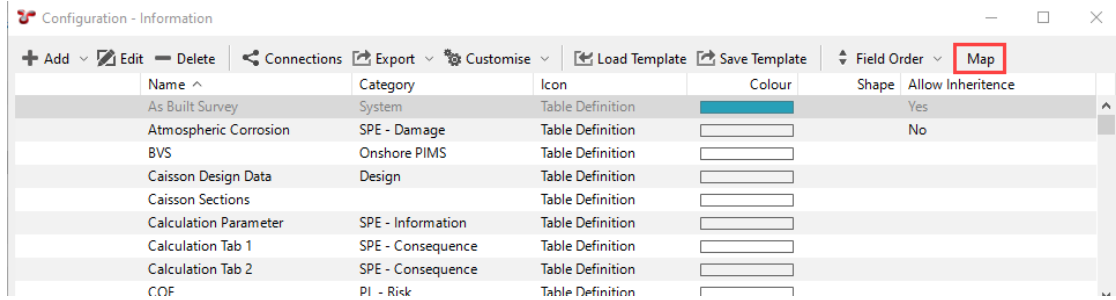 Configuration - Information
Add Edit Delete Connections Export Customise Load Template Save Template Field Order Map
Name Category Icon Colour Shape Allow Inheritence
As Built Survey System Table Definition Yes
Atmospheric Corrosion SPE - Damage Table Definition No
BVS Onshore PIMS Table Definition
Caisson Design Data Design Table Definition
Caisson Sections Table Definition
Calculation Parameter SPE - Information Table Definition
Calculation Tab 1 SPE - Consequence Table Definition
Calculation Tab 2 SPE - Consequence Table Definition
COF PL - Risk Table Definition